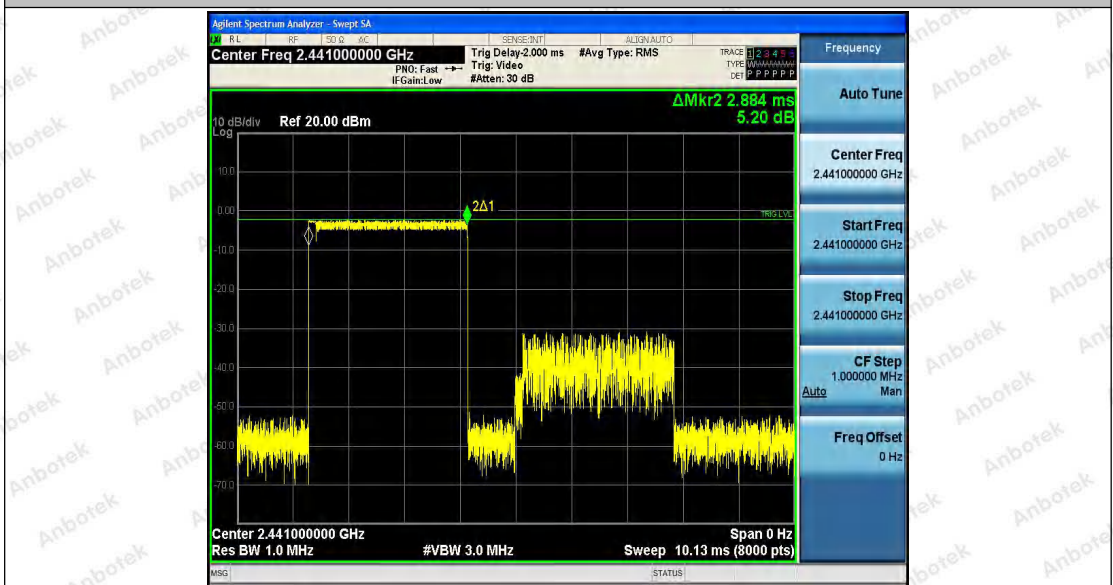 Agilent Spectrum Analyzer - Swept SA
RL RF 50 Ω AC SENSE:INT ALIGN AUTO
Center Freq 2.441000000 GHz
PNO: Fast
IFGain:Low
Trig Delay-2.000 ms
Trig: Video
#Atten: 30 dB
#Avg Type: RMS
TRACE 1 2 3 4 5 6
TYPE
DET P P P P P P
ΔMkr2 2.884 ms
5.20 dB
10 dB/div Ref 20.00 dBm
Log
10.0
0.00
-10.0
-20.0
-30.0
-40.0
-50.0
-60.0
-70.0
2Δ1
TRIG LVL
Center 2.441000000 GHz Span 0 Hz
Res BW 1.0 MHz #VBW 3.0 MHz Sweep 10.13 ms (8000 pts)
MSG STATUS
Frequency
Auto Tune
Center Freq
2.441000000 GHz
Start Freq
2.441000000 GHz
Stop Freq
2.441000000 GHz
CF Step
1.000000 MHz
Auto Man
Freq Offset
0 Hz
Anbotek